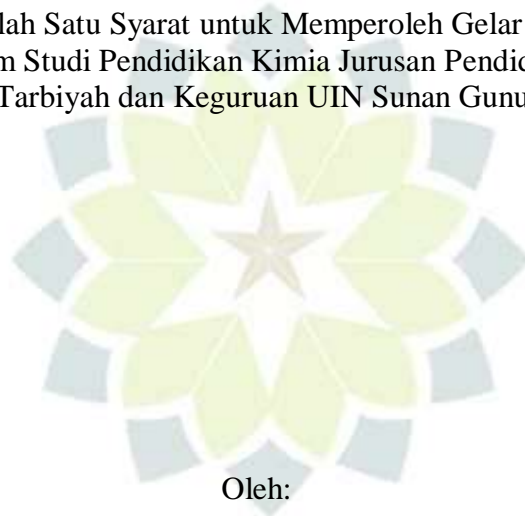 lah Satu Syarat untuk Memperoleh Gelar
m Studi Pendidikan Kimia Jurusan Pendid
Tarbiyah dan Keguruan UIN Sunan Gunu
Oleh: